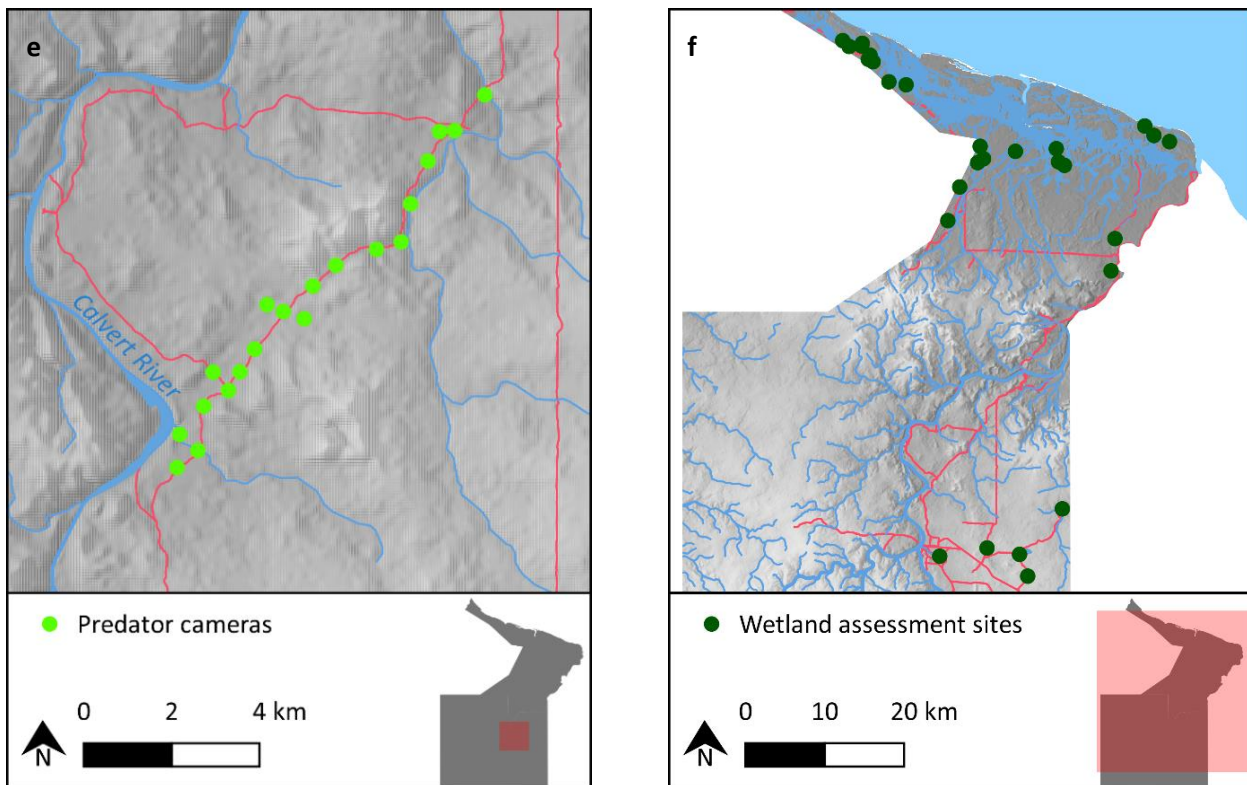 e
Calvert River
Predator cameras
0 2 4 km
N
f
Wetland assessment sites
0 10 20 km
N